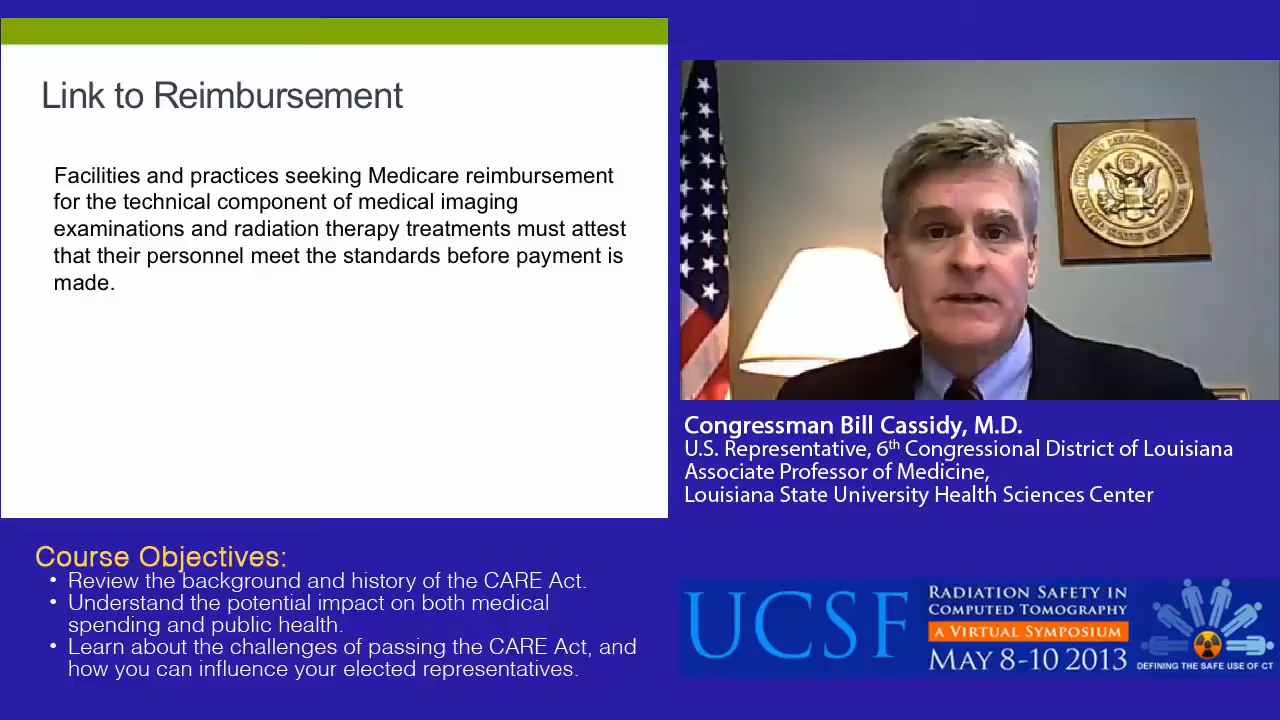 Link to Reimbursement
Facilities and practices seeking Medicare reimbursement
for the technical component of medical imaging
examinations and radiation therapy treatments must attest
that their personnel meet the standards before payment is
made.
Congressman Bill Cassidy, M.D.
U.S. Representative, 6th Congressional District of Louisiana
Associate Professor of Medicine,
Louisiana State University Health Sciences Center
Course Objectives:
• Review the background and history of the CARE Act.
• Understand the potential impact on both medical
spending and public health.
• Learn about the challenges of passing the CARE Act, and
how you can influence your elected representatives.
UCSF
RADIATION SAFETY IN
COMPUTED TOMOGRAPHY
A VIRTUAL SYMPOSIUM
MAY 8-10 2013
DEFINING THE SAFE USE OF CT